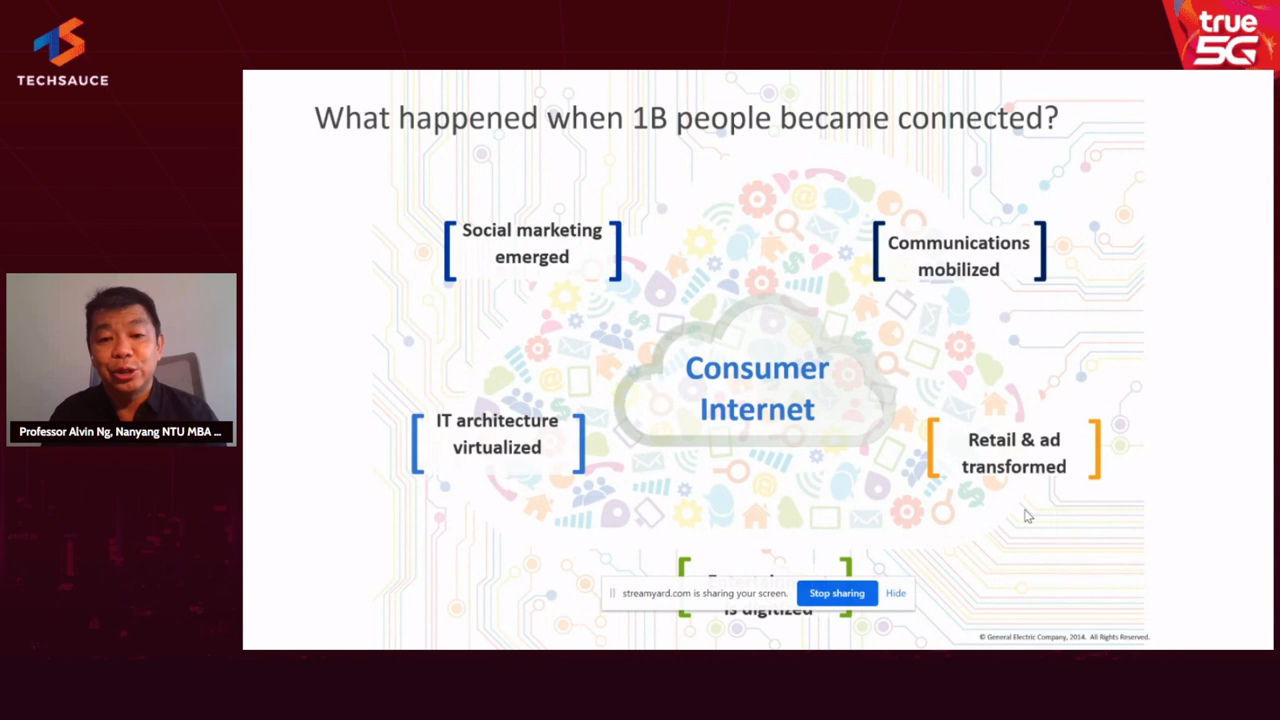 TECHSAUCE
true
5G
What happened when 1B people became connected?
Social marketing
emerged
Communications
mobilized
Consumer
Internet
IT architecture
virtualized
Retail & ad
transformed
Professor Alvin Ng, Nanyang NTU MBA ...
streamyard.com is sharing your screen.
Stop sharing
Hide
is digitized
© General Electric Company, 2014. All Rights Reserved.